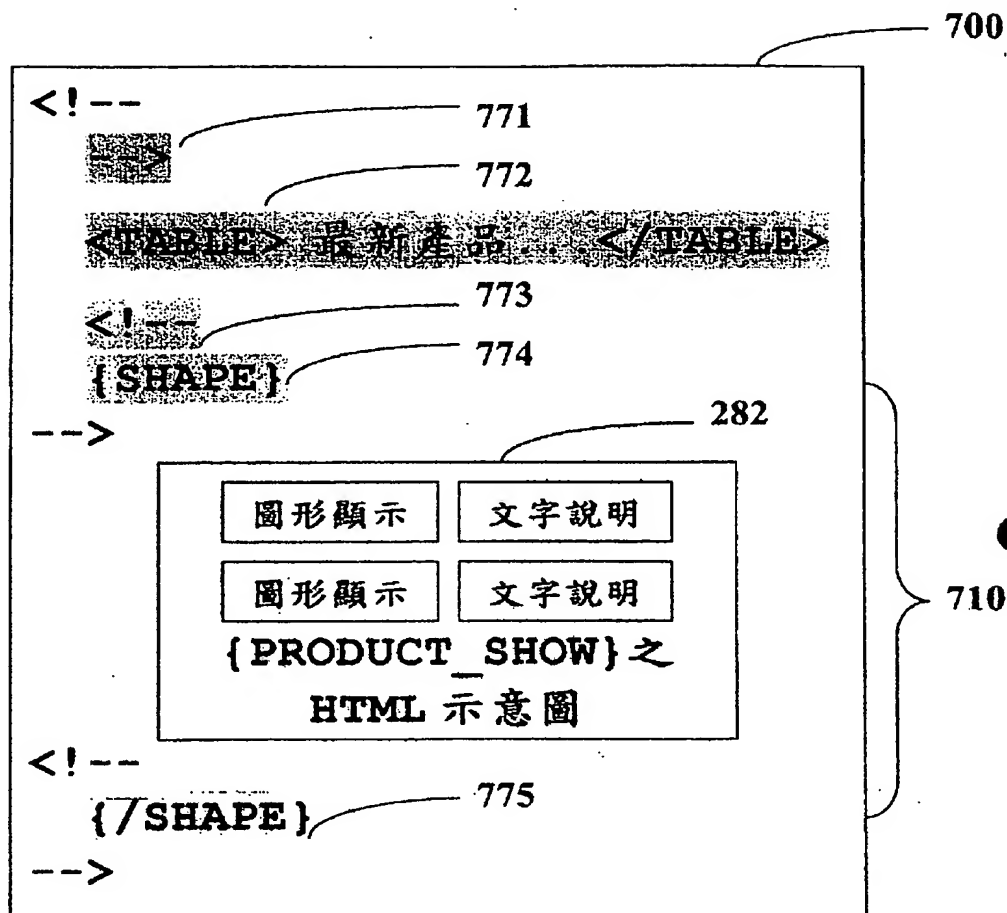 700
<!--
771
-->
772
<TABLE> 最新產品....</TABLE>
<!--
773
{SHAPE}
774
-->
282
圖形顯示 文字說明
圖形顯示 文字說明
{PRODUCT_SHOW}之
HTML 示意圖
710
<!--
{/SHAPE}
775
-->